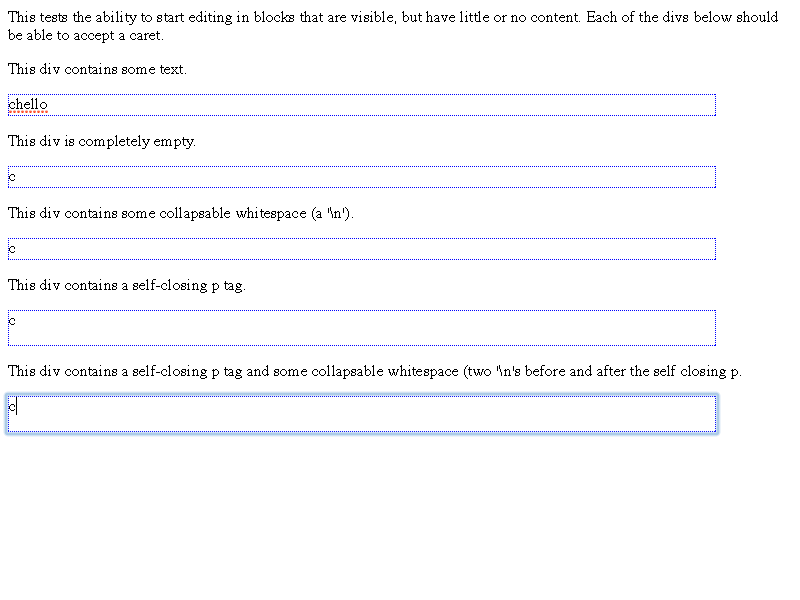 This tests the ability to start editing in blocks that are visible, but have little or no content. Each of the divs below should
be able to accept a caret.
This div contains some text.
chello
This div is completely empty.
c
This div contains some collapsable whitespace (a '\n').
c
This div contains a self-closing p tag.
c
This div contains a self-closing p tag and some collapsable whitespace (two '\n's before and after the self closing p.
c